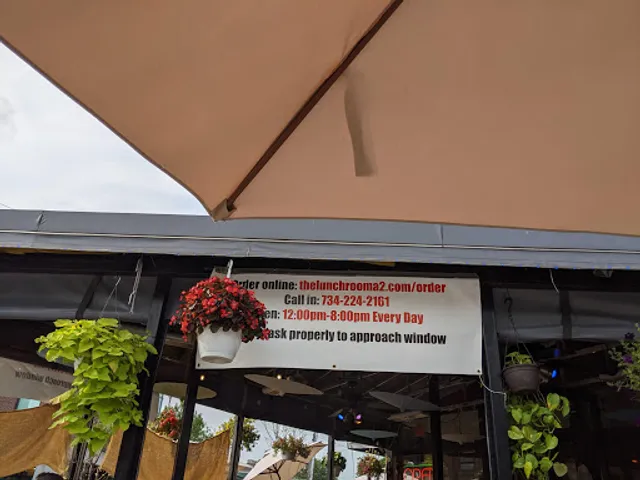 rder online: thelunchrooma2.com/order
Call in: 734-224-2161
en: 12:00pm-8:00pm Every Day
ask properly to approach window